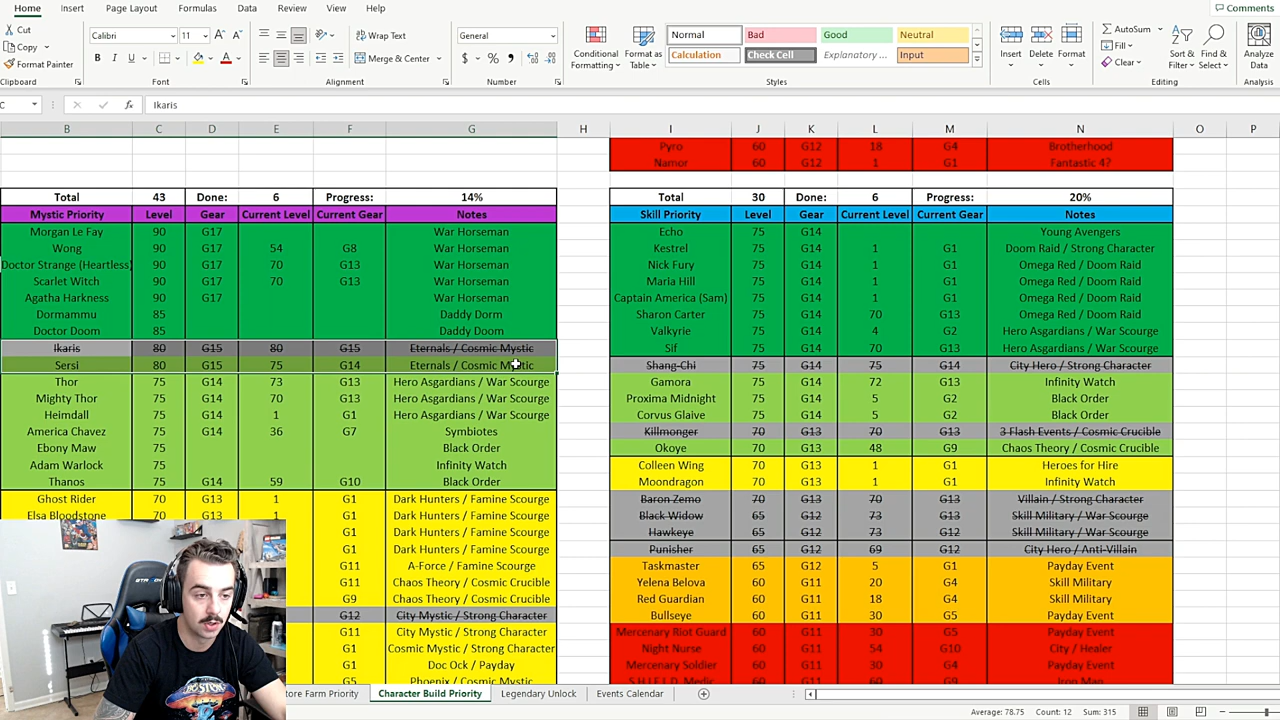 Home Insert Page Layout Formulas Data Review View Help Comments
Cut
Copy
Format Painter
Calibri 11
B U
Wrap Text
Merge & Center
General
Conditional Formatting
Format as Table
Normal Bad Good Neutral
Calculation Check Cell Explanatory ... Input
Insert Delete Format
AutoSum
Fill
Clear
Sort & Filter
Find & Select
Analyze Data
Clipboard Font Alignment Number Styles Cells Editing Analysis
Ikaris
B C D E F G H I J K L M N O P
Pyro 60 G12 18 G4 Brotherhood
Namor 60 G12 1 G1 Fantastic 4?
Total 43 Done: 6 Progress: 14%
Mystic Priority Level Gear Current Level Current Gear Notes
Morgan Le Fay 90 G17 War Horseman
Wong 90 G17 54 G8 War Horseman
Doctor Strange (Heartless) 90 G17 70 G13 War Horseman
Scarlet Witch 90 G17 70 G13 War Horseman
Agatha Harkness 90 G17 War Horseman
Dormammu 85 Daddy Dorm
Doctor Doom 85 Daddy Doom
Ikaris 80 G15 80 G15 Eternals / Cosmic Mystic
Sersi 80 G15 75 G14 Eternals / Cosmic Mystic
Thor 75 G14 73 G13 Hero Asgardians / War Scourge
Mighty Thor 75 G14 70 G13 Hero Asgardians / War Scourge
Heimdall 75 G14 1 G1 Hero Asgardians / War Scourge
America Chavez 75 G14 36 G7 Symbiotes
Ebony Maw 75 Black Order
Adam Warlock 75 Infinity Watch
Thanos 75 G14 59 G10 Black Order
Ghost Rider 70 G13 1 G1 Dark Hunters / Famine Scourge
Elsa Bloodstone 70 G13 1 G1 Dark Hunters / Famine Scourge
G1 Dark Hunters / Famine Scourge
G1 Dark Hunters / Famine Scourge
G11 A-Force / Famine Scourge
G11 Chaos Theory / Cosmic Crucible
G9 Chaos Theory / Cosmic Crucible
G12 City Mystic / Strong Character
G11 City Mystic / Strong Character
G1 Cosmic Mystic / Strong Character
G1 Doc Ock / Payday
G5 Phoenix / Cosmic Mystic
Total 30 Done: 6 Progress: 20%
Skill Priority Level Gear Current Level Current Gear Notes
Echo 75 G14 Young Avengers
Kestrel 75 G14 1 G1 Doom Raid / Strong Character
Nick Fury 75 G14 1 G1 Omega Red / Doom Raid
Maria Hill 75 G14 1 G1 Omega Red / Doom Raid
Captain America (Sam) 75 G14 1 G1 Omega Red / Doom Raid
Sharon Carter 75 G14 70 G13 Omega Red / Doom Raid
Valkyrie 75 G14 4 G2 Hero Asgardians / War Scourge
Sif 75 G14 70 G13 Hero Asgardians / War Scourge
Shang-Chi 75 G14 75 G14 City Hero / Strong Character
Gamora 75 G14 72 G13 Infinity Watch
Proxima Midnight 75 G14 5 G2 Black Order
Corvus Glaive 75 G14 5 G2 Black Order
Killmonger 70 G13 70 G13 3 Flash Events / Cosmic Crucible
Okoye 70 G13 48 G9 Chaos Theory / Cosmic Crucible
Colleen Wing 70 G13 1 G1 Heroes for Hire
Moondragon 70 G13 1 G1 Infinity Watch
Baron Zemo 70 G13 70 G13 Villain / Strong Character
Black Widow 65 G12 73 G13 Skill Military / War Scourge
Hawkeye 65 G12 73 G13 Skill Military / War Scourge
Punisher 65 G12 69 G12 City Hero / Anti-Villain
Taskmaster 65 G12 5 G1 Payday Event
Yelena Belova 60 G11 20 G4 Skill Military
Red Guardian 60 G11 18 G4 Skill Military
Bullseye 60 G11 30 G5 Payday Event
Mercenary Riot Guard 60 G11 30 G5 Payday Event
Night Nurse 60 G11 54 G10 City / Healer
Mercenary Soldier 60 G11 30 G4 Payday Event
S.H.I.E.L.D. Medic 60 G11 60 Iron Man
tore Farm Priority Character Build Priority Legendary Unlock Events Calendar
Average: 78.75 Count: 12 Sum: 315